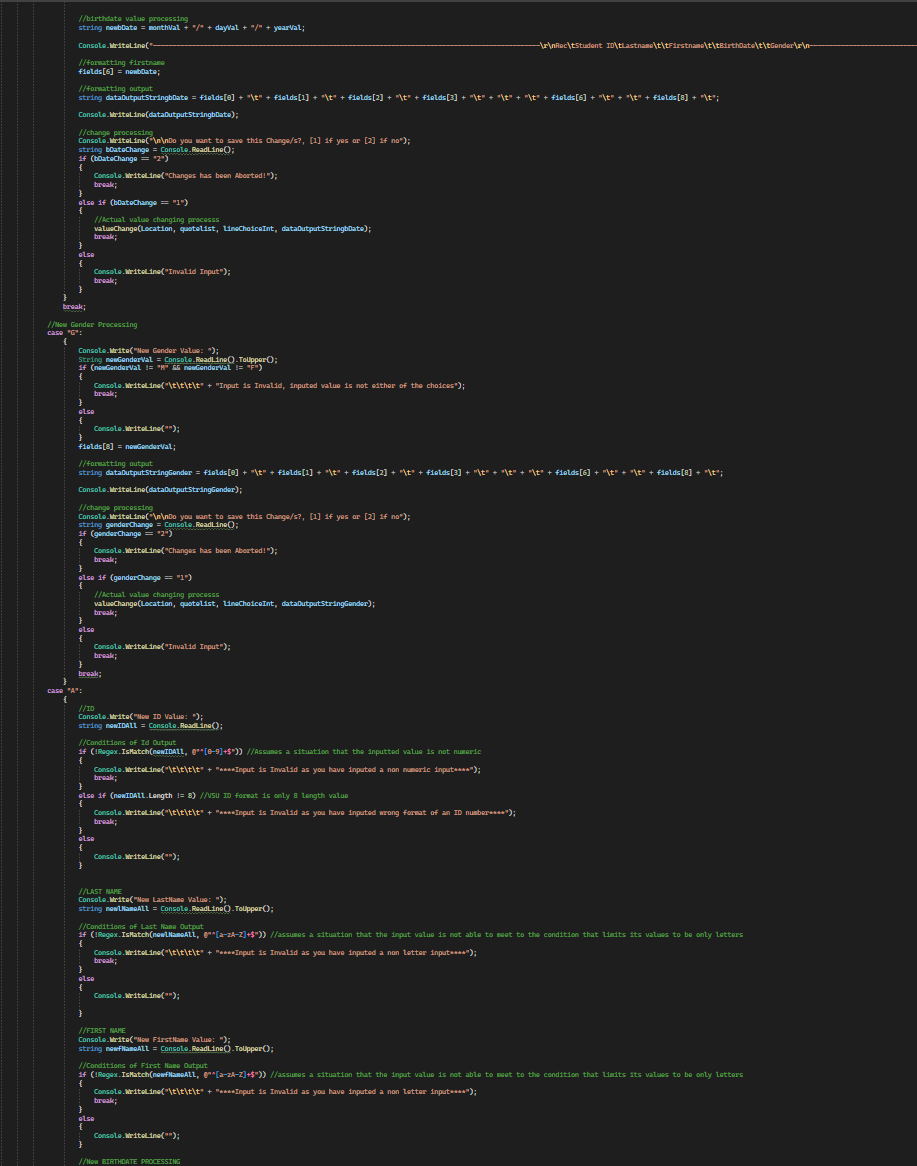 //birthdate value processing
string newbDate = monthVal + "/" + dayVal + "/" + yearVal;
Console.WriteLine("————————————————————————————————————————\r\nRec\tStudent ID\tLastname\t\tFirstname\t\tBirthDate\t\tGender\r\n————————————
//formatting firstname
fields[6] = newbDate;
//formatting output
string dataOutputStringbDate = fields[0] + "\t" + fields[1] + "\t" + fields[2] + "\t" + fields[3] + "\t" + "\t" + "\t" + fields[6] + "\t" + "\t" + fields[8] + "\t";
Console.WriteLine(dataOutputStringbDate);
//change processing
Console.WriteLine("\n\nDo you want to save this Change/s?, [1] if yes or [2] if no");
string bDateChange = Console.ReadLine();
if (bDateChange == "2")
{
Console.WriteLine("Changes has been Aborted!");
break;
}
else if (bDateChange == "1")
{
//Actual value changing processs
valueChange(Location, quotelist, lineChoiceInt, dataOutputStringbDate);
break;
}
else
{
Console.WriteLine("Invalid Input");
break;
}
}
break;
//New Gender Processing
case "G":
{
Console.Write("New Gender Value: ");
String newGenderVal = Console.ReadLine().ToUpper();
if (newGenderVal != "M" && newGenderVal != "F")
{
Console.WriteLine("\t\t\t\t" + "Input is Invalid, inputed value is not either of the choices");
break;
}
else
{
Console.WriteLine("");
}
fields[8] = newGenderVal;
//formatting output
string dataOutputStringGender = fields[0] + "\t" + fields[1] + "\t" + fields[2] + "\t" + fields[3] + "\t" + "\t" + "\t" + fields[6] + "\t" + "\t" + fields[8] + "\t";
Console.WriteLine(dataOutputStringGender);
//change processing
Console.WriteLine("\n\nDo you want to save this Change/s?, [1] if yes or [2] if no");
string genderChange = Console.ReadLine();
if (genderChange == "2")
{
Console.WriteLine("Changes has been Aborted!");
break;
}
else if (genderChange == "1")
{
//Actual value changing processs
valueChange(Location, quotelist, lineChoiceInt, dataOutputStringGender);
break;
}
else
{
Console.WriteLine("Invalid Input");
break;
}
break;
}
case "A":
{
//ID
Console.Write("New ID Value: ");
string newIDAll = Console.ReadLine();
//Conditions of Id Output
if (!Regex.IsMatch(newIDAll, @"^[0-9]+$")) //Assumes a situation that the inputted value is not numeric
{
Console.WriteLine("\t\t\t\t" + "****Input is Invalid as you have inputed a non numeric input****");
break;
}
else if (newIDAll.Length != 8) //VSU ID format is only 8 length value
{
Console.WriteLine("\t\t\t\t" + "****Input is Invalid as you have inputed wrong format of an ID number****");
break;
}
else
{
Console.WriteLine("");
}
//LAST NAME
Console.Write("New LastName Value: ");
string newlNameAll = Console.ReadLine().ToUpper();
//Conditions of Last Name Output
if (!Regex.IsMatch(newlNameAll, @"^[a-zA-Z]+$")) //assumes a situation that the input value is not able to meet to the condition that limits its values to be only letters
{
Console.WriteLine("\t\t\t\t" + "****Input is Invalid as you have inputed a non letter input****");
break;
}
else
{
Console.WriteLine("");
}
//FIRST NAME
Console.Write("New FirstName Value: ");
string newfNameAll = Console.ReadLine().ToUpper();
//Conditions of First Name Output
if (!Regex.IsMatch(newfNameAll, @"^[a-zA-Z]+$")) //assumes a situation that the input value is not able to meet to the condition that limits its values to be only letters
{
Console.WriteLine("\t\t\t\t" + "****Input is Invalid as you have inputed a non letter input****");
break;
}
else
{
Console.WriteLine("");
}
//New BIRTHDATE PROCESSING